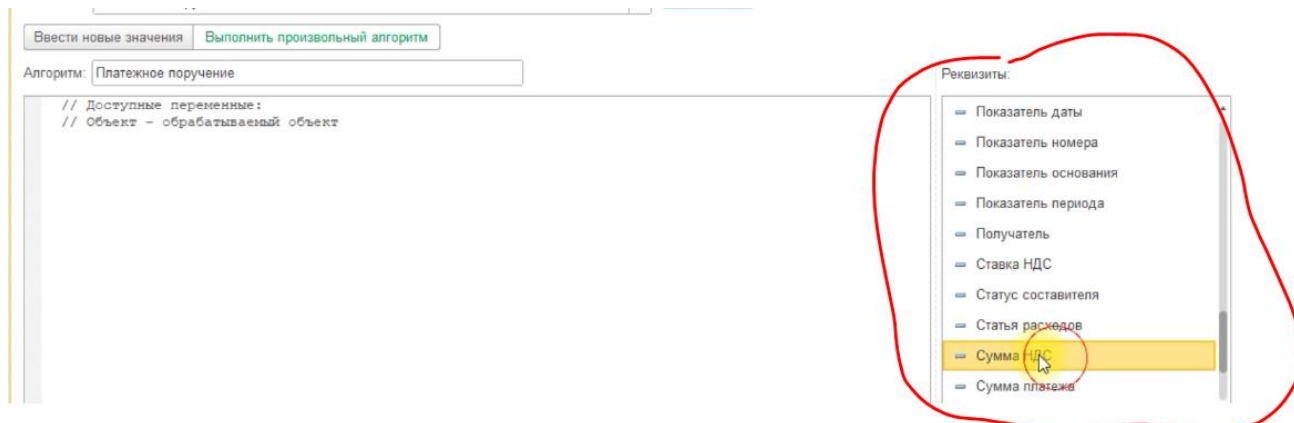 Ввести новые значения Выполнить произвольный алгоритм
Алгоритм: Платежное поручение
Реквизиты:
// Доступные переменные:
// Объект - обрабатываемый объект
Показатель даты
Показатель номера
Показатель основания
Показатель периода
Получатель
Ставка НДС
Статус составителя
Статья расходов
Сумма НДС
Сумма платежа